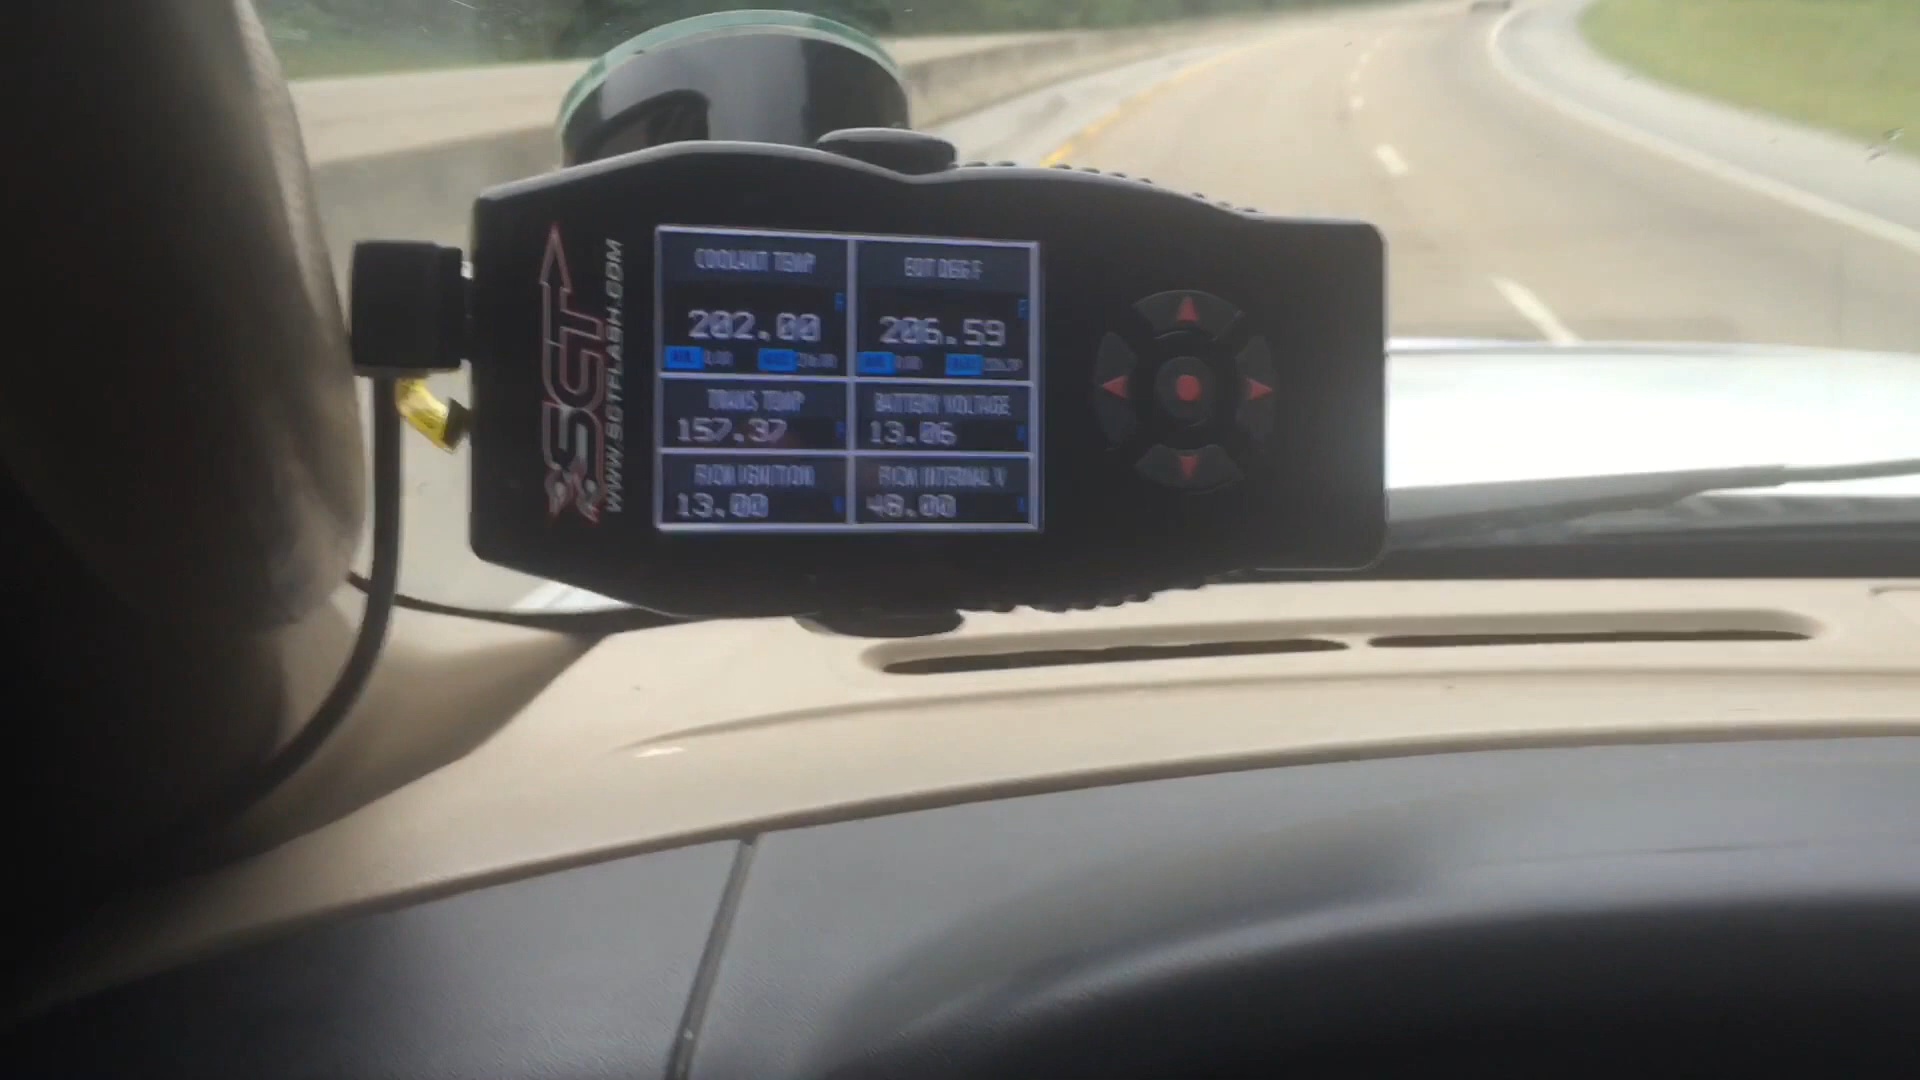 SCT
WWW.SCTFLASH.COM
COOLANT TEMP
202.00
EOT DEG F
206.59
TRANS TEMP
157.37
BATTERY VOLTAGE
13.06
FICM IGNITION
13.00
FICM INTERNAL V
48.00